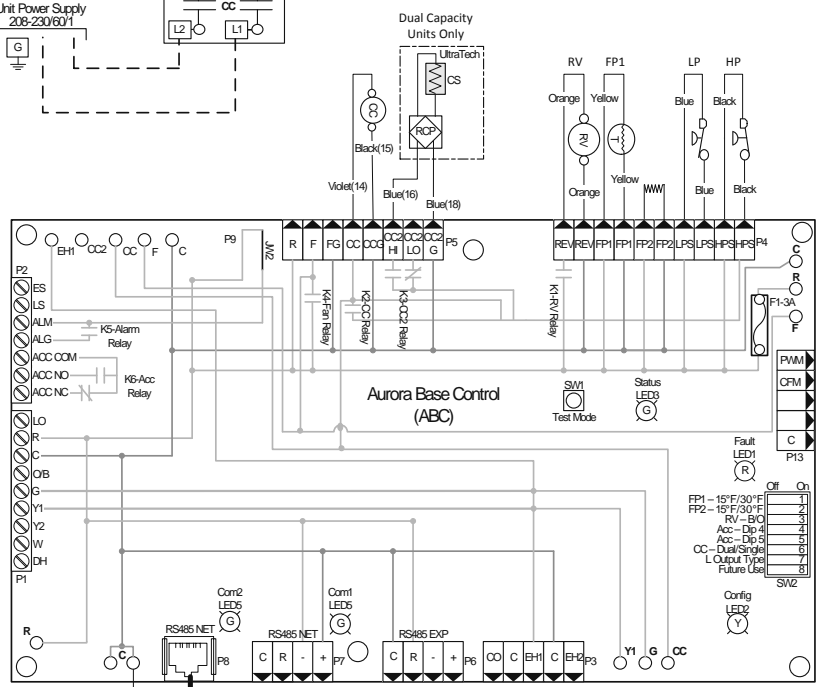 Unit Power Supply
208-230/60/1
G
CC
L2
L1
Dual Capacity
Units Only
UltraTech
CS
RCP
CC
Black(15)
Violet(14)
Blue(16)
Blue(18)
RV
FP1
LP
HP
Orange
Yellow
Blue
Black
RV
T
Yellow
Orange
Blue
Black
EH1
CC2
CC
F
C
P9
JW2
R
F
FG
CC
CCG
CC2 HI
CC2 LO
CC2 G
P5
REV
REV
FP1
FP1
FP2
FP2
LPS
LPS
HPS
HPS
P4
C
R
F
F1-3A
P2
ES
LS
ALM
ALG
ACC COM
ACC NO
ACC NC
K5-Alarm
Relay
K6-Acc
Relay
K4-Fan Relay
K2-CC Relay
K3-CC2 Relay
K1-RV Relay
Aurora Base Control
(ABC)
SW1
Test Mode
Status
LED3
G
PWM
CFM
C
P13
Fault
LED1
R
Off On
FP1 – 15°F/30°F 1
FP2 – 15°F/30°F 2
RV – B/O 3
Acc – Dip 4 4
Acc – Dip 5 5
CC – Dual/Single 6
L Output Type 7
Future Use 8
SW2
Config
LED2
Y
LO
R
C
O/B
G
Y1
Y2
W
DH
P1
R
C
RS485 NET
P8
Com2
LED5
G
RS485 NET
C
R
-
+
P7
Com1
LED5
G
RS485 EXP
C
R
-
+
P6
CO
C
EH1
C
EH2
P3
Y1
G
CC